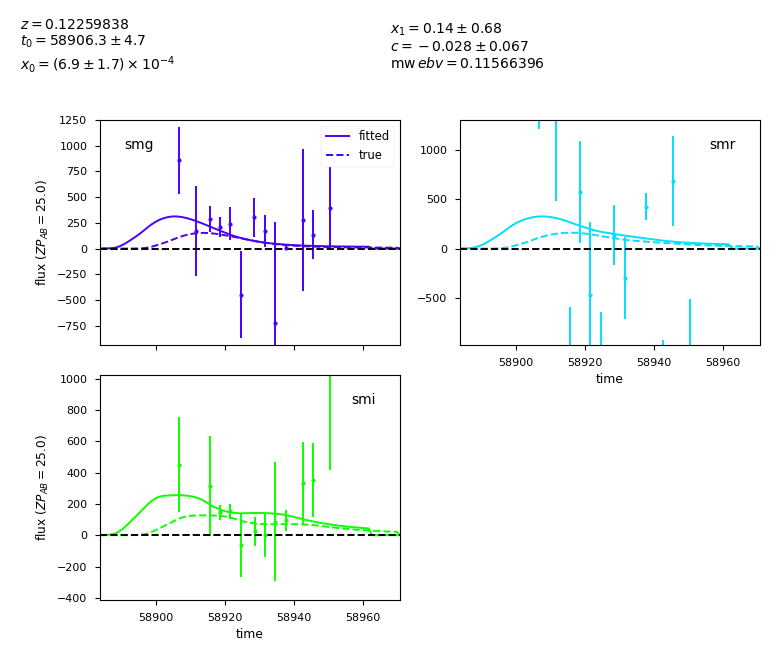 z = 0.12259838
t₀ = 58906.3 ± 4.7
x₀ = (6.9 ± 1.7) × 10⁻⁴
x₁ = 0.14 ± 0.68
c = −0.028 ± 0.067
mw ebv = 0.11566396
1250
1000
750
500
250
0
−250
−500
−750
flux (ZP_AB = 25.0)
smg
fitted
true
1000
500
0
−500
smr
58900 58920 58940 58960
time
1000
800
600
400
200
0
−200
−400
flux (ZP_AB = 25.0)
smi
58900 58920 58940 58960
time